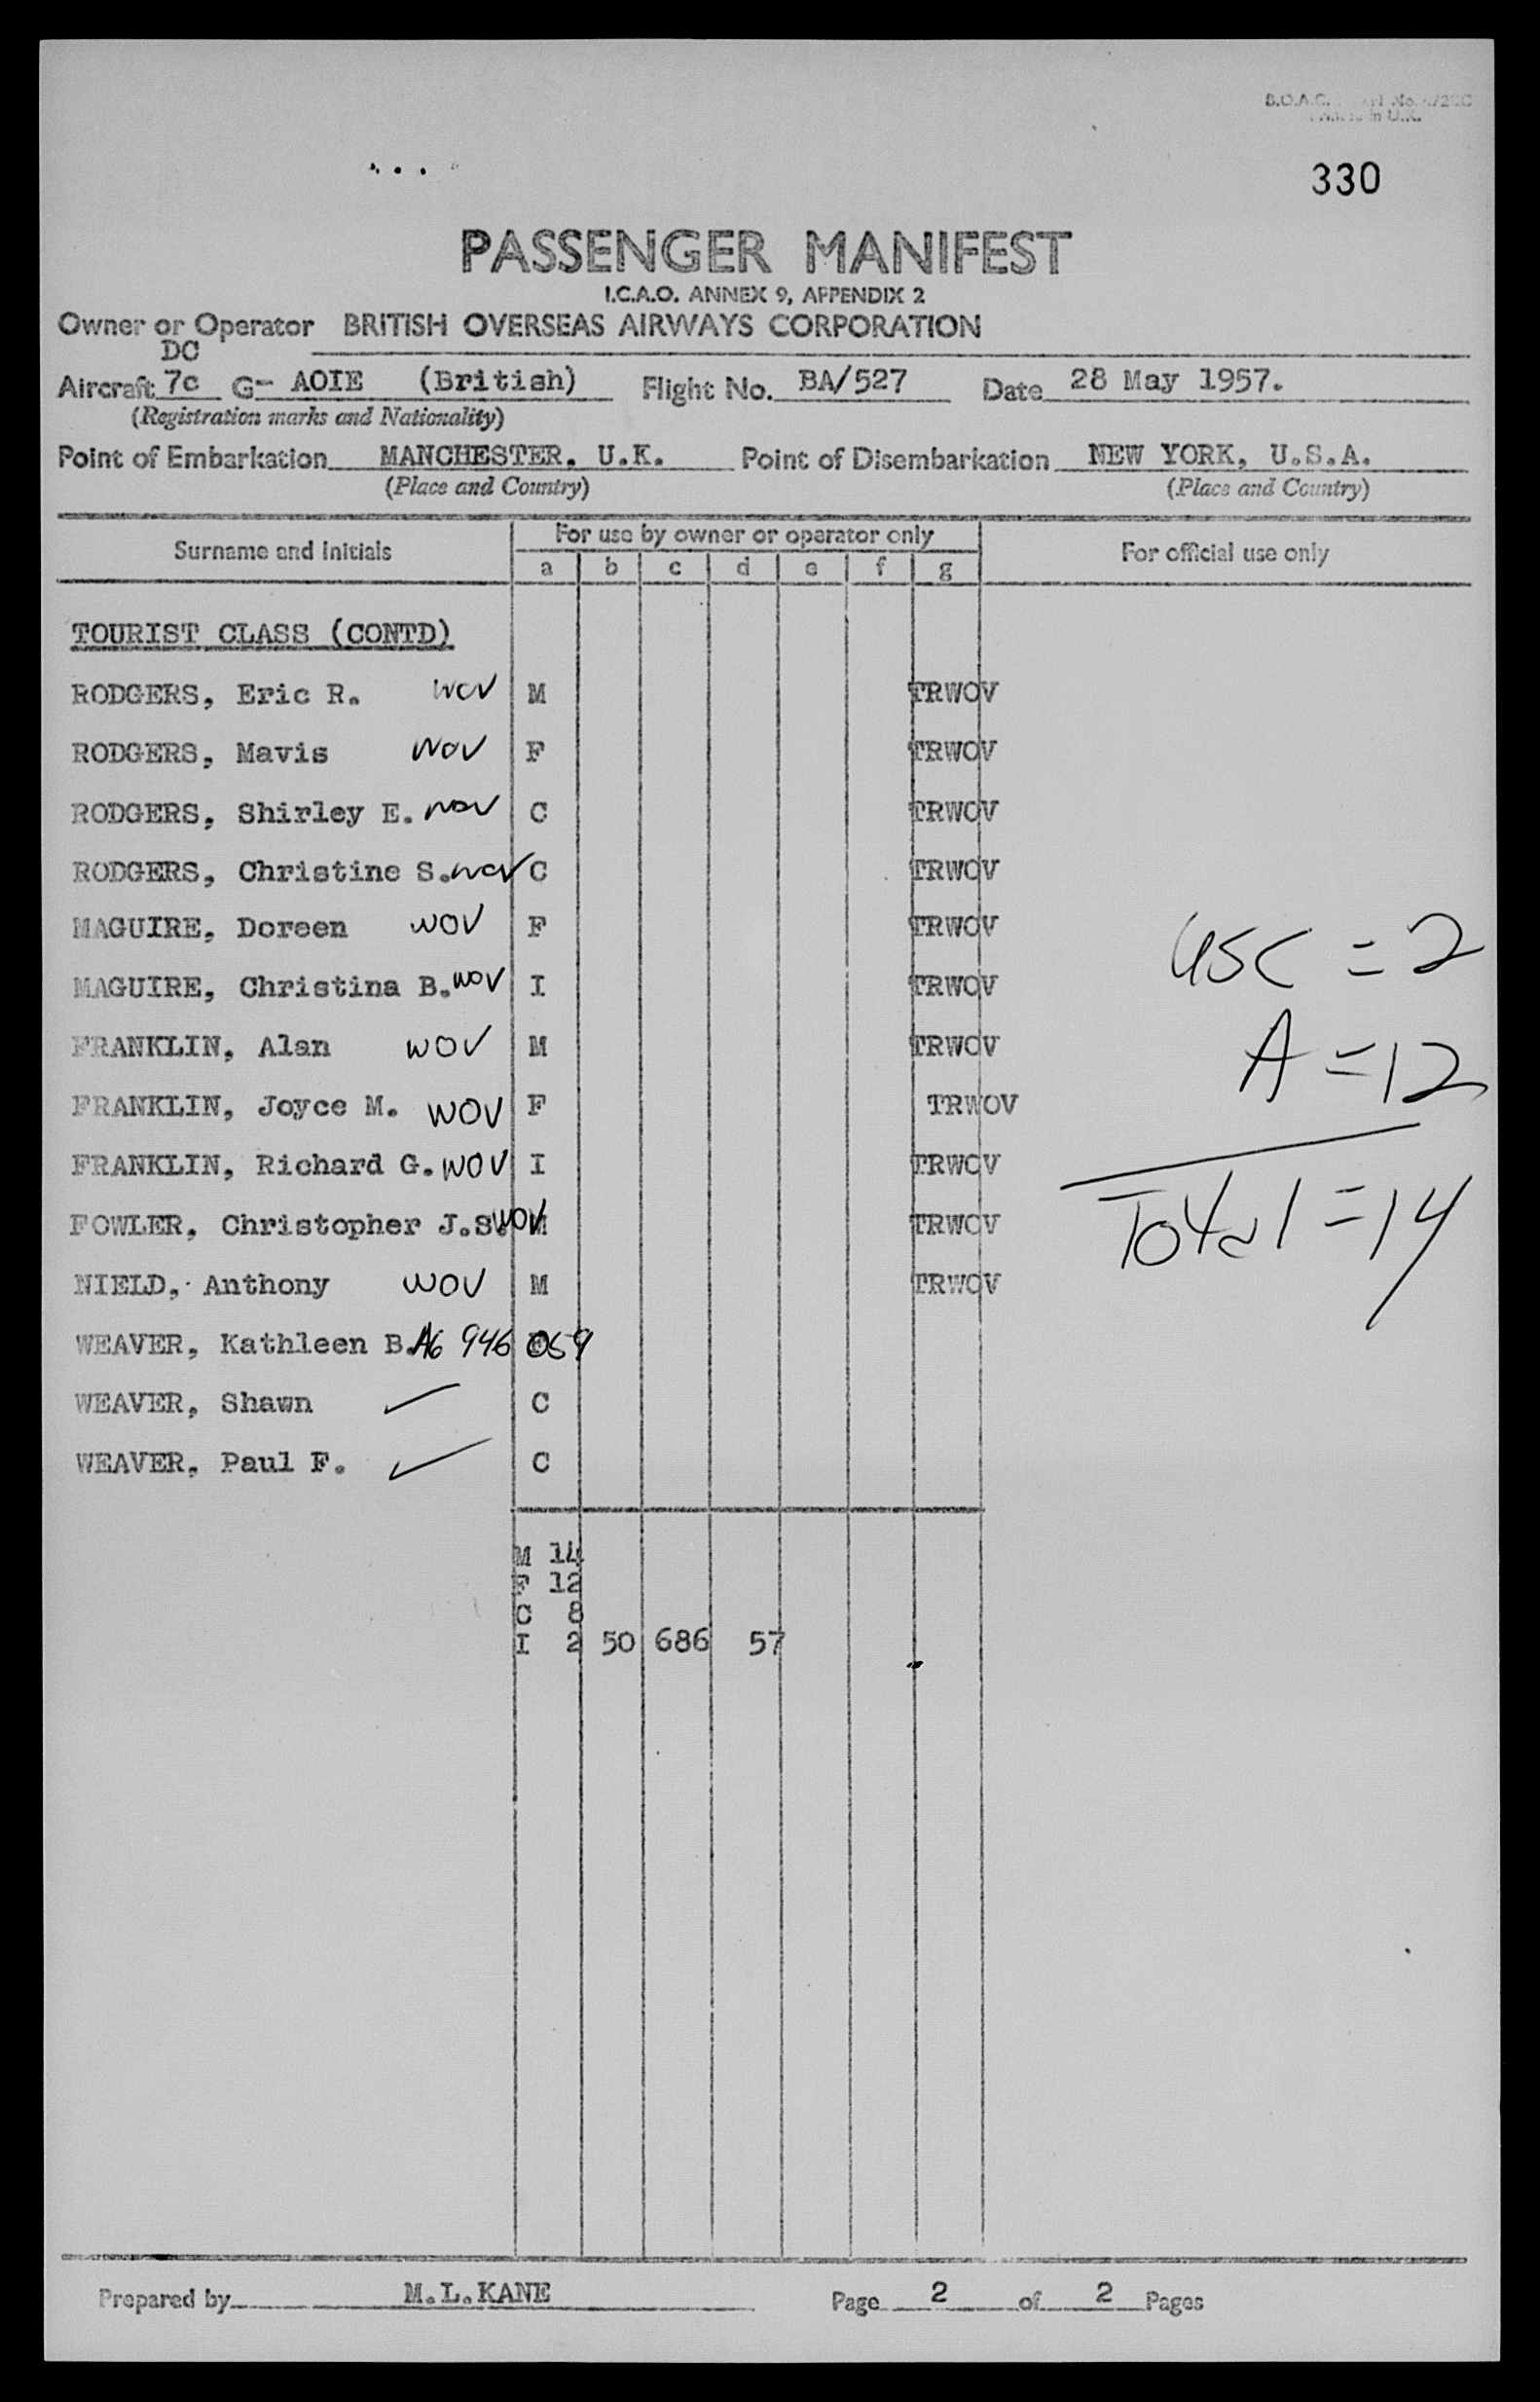 B.O.A.C.
330
PASSENGER MANIFEST
I.C.A.O. ANNEX 9, APPENDIX 2
Owner or Operator BRITISH OVERSEAS AIRWAYS CORPORATION
DC
Aircraft 7c G- AOIE (British) Flight No. BA/527 Date 28 May 1957.
(Registration marks and Nationality)
Point of Embarkation MANCHESTER, U.K. Point of Disembarkation NEW YORK, U.S.A.
(Place and Country) (Place and Country)
Surname and Initials For use by owner or operator only For official use only
a b c d e f g
TOURIST CLASS (CONTD)
RODGERS, Eric R. WOV M TRWOV
RODGERS, Mavis WOV F TRWOV
RODGERS, Shirley E. WOV C TRWOV
RODGERS, Christine S. WOV C TRWOV
MAGUIRE, Doreen WOV F TRWOV
USC = 2
MAGUIRE, Christina B. WOV I TRWOV
FRANKLIN, Alan WOV M TRWOV
A = 12
FRANKLIN, Joyce M. WOV F TRWOV
FRANKLIN, Richard G. WOV I TRWOV
FOWLER, Christopher J.S. WOV M TRWOV
Total = 14
NIELD, Anthony WOV M TRWOV
WEAVER, Kathleen B. A6 946 059 F
WEAVER, Shawn C
WEAVER, Paul F. C
M 14
F 12
C 8
I 2 50 686 57
Prepared by M.L.KANE Page 2 of 2 Pages